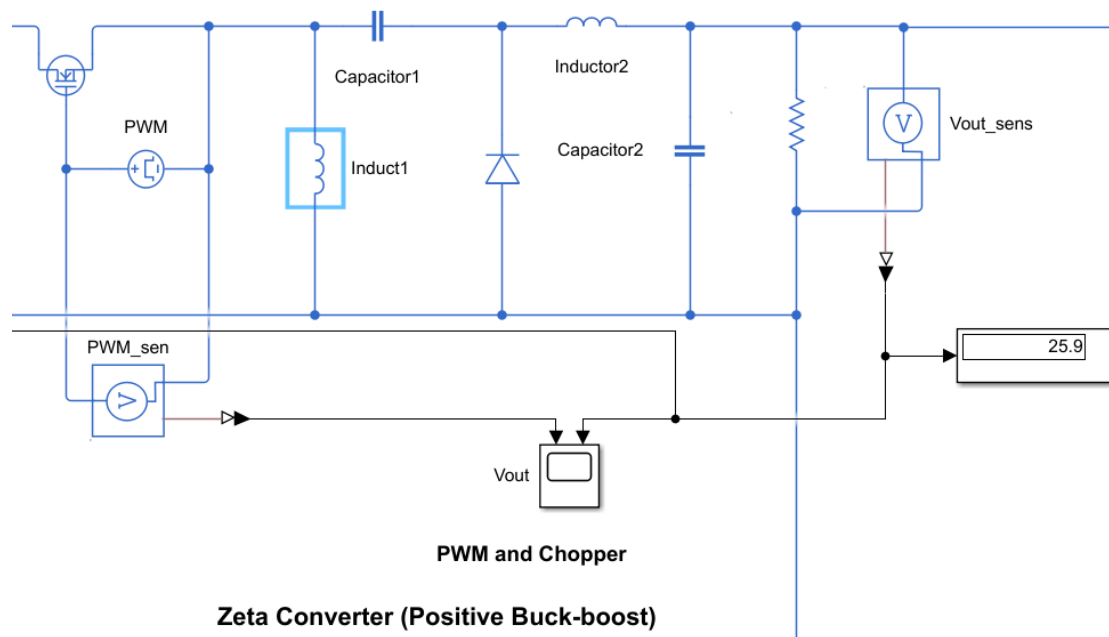 Capacitor1
Inductor2
PWM
Induct1
Capacitor2
V
Vout_sens
PWM_sen
V
25.9
Vout
PWM and Chopper
Zeta Converter (Positive Buck-boost)